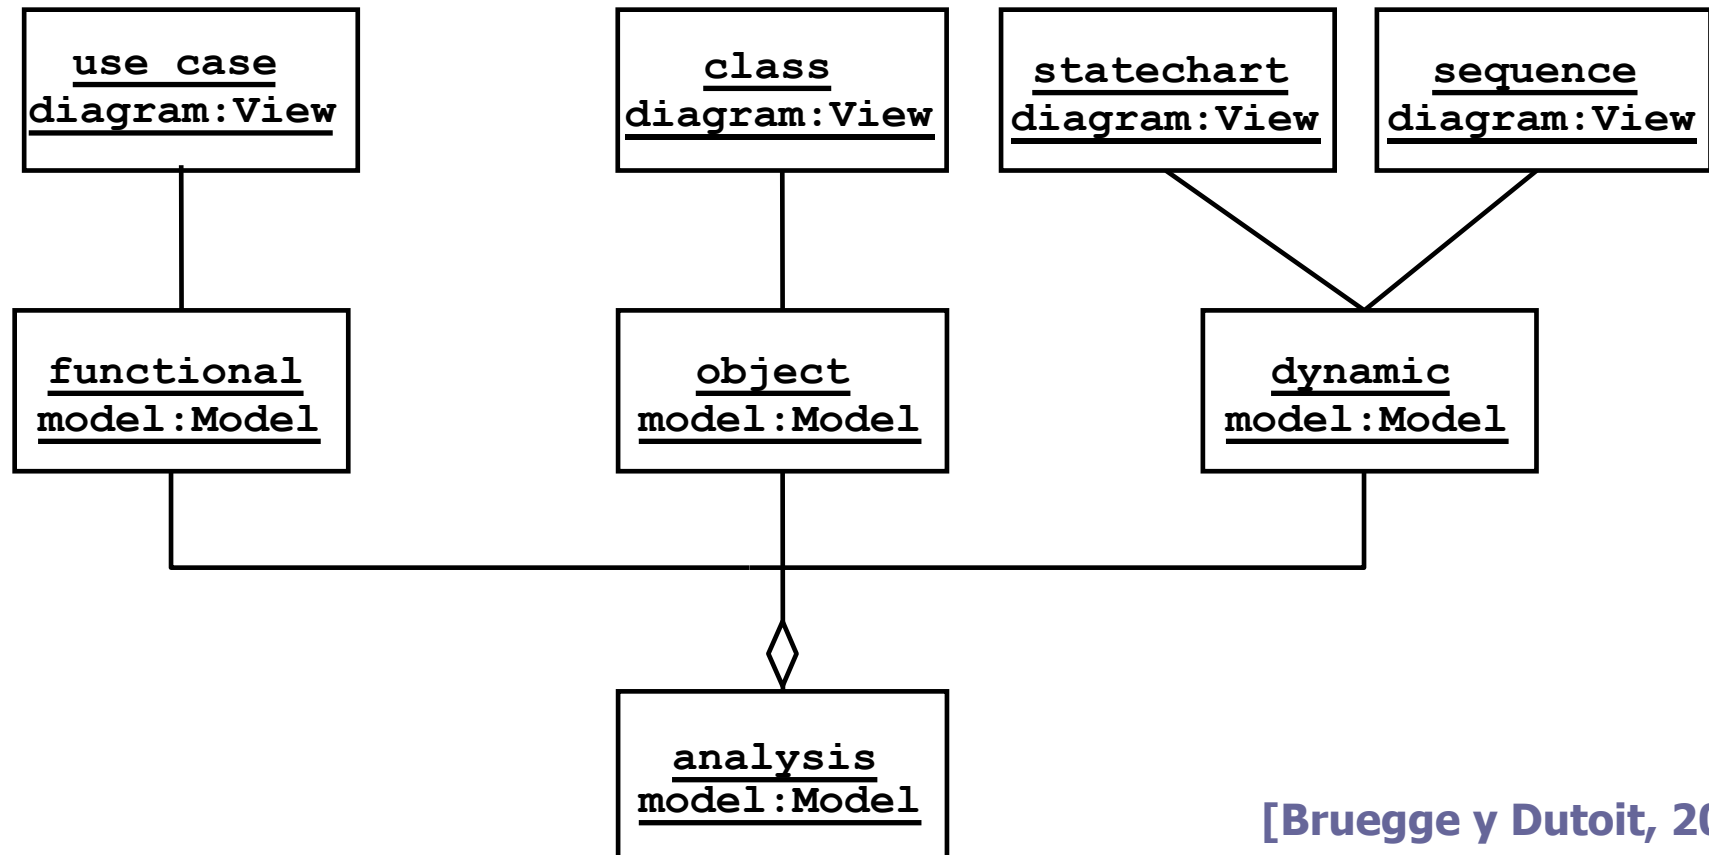 use case
diagram:View
class
diagram:View
statechart
diagram:View
sequence
diagram:View
functional
model:Model
object
model:Model
dynamic
model:Model
analysis
model:Model
[Bruegge y Dutoit,